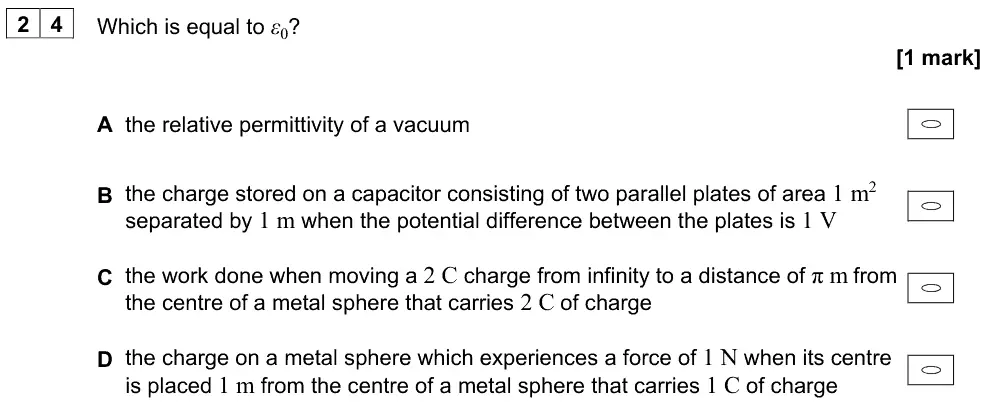 2 4 Which is equal to ε₀?
[1 mark]
A the relative permittivity of a vacuum
B the charge stored on a capacitor consisting of two parallel plates of area 1 m²
separated by 1 m when the potential difference between the plates is 1 V
C the work done when moving a 2 C charge from infinity to a distance of π m from
the centre of a metal sphere that carries 2 C of charge
D the charge on a metal sphere which experiences a force of 1 N when its centre
is placed 1 m from the centre of a metal sphere that carries 1 C of charge